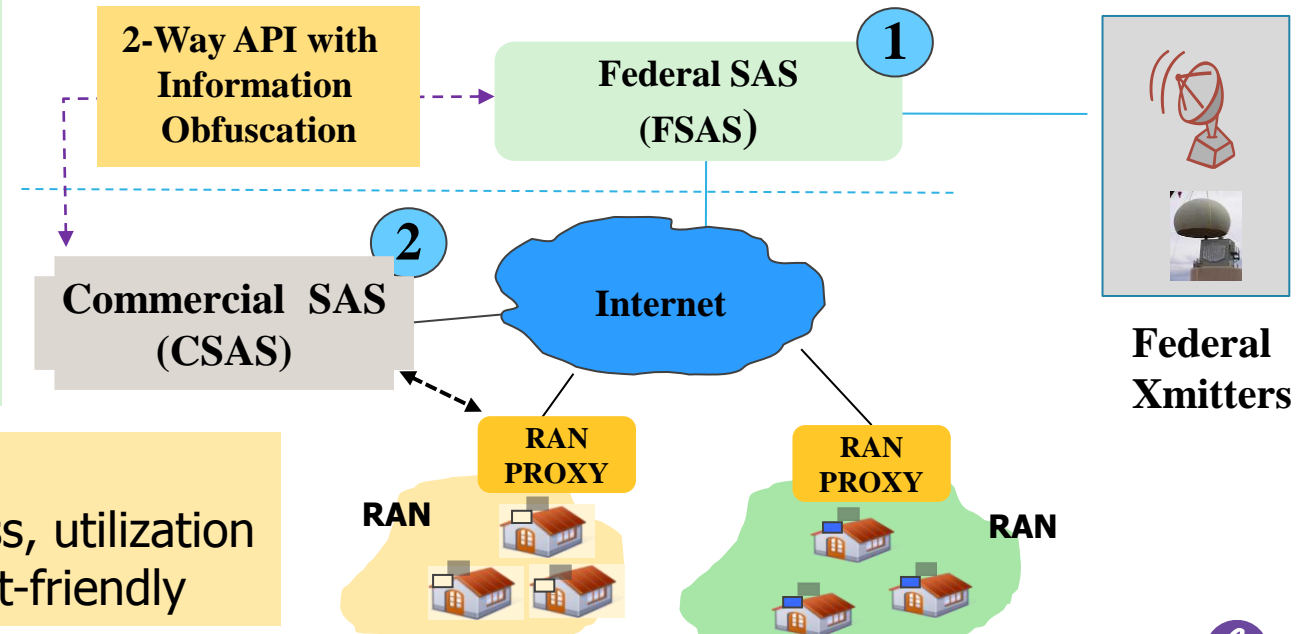 2-Way API with
Information
Obfuscation
1
Federal SAS
(FSAS)
2
Commercial SAS
(CSAS)
Internet
Federal
Xmitters
RAN
PROXY
RAN
PROXY
RAN
RAN
utilization
t-friendly